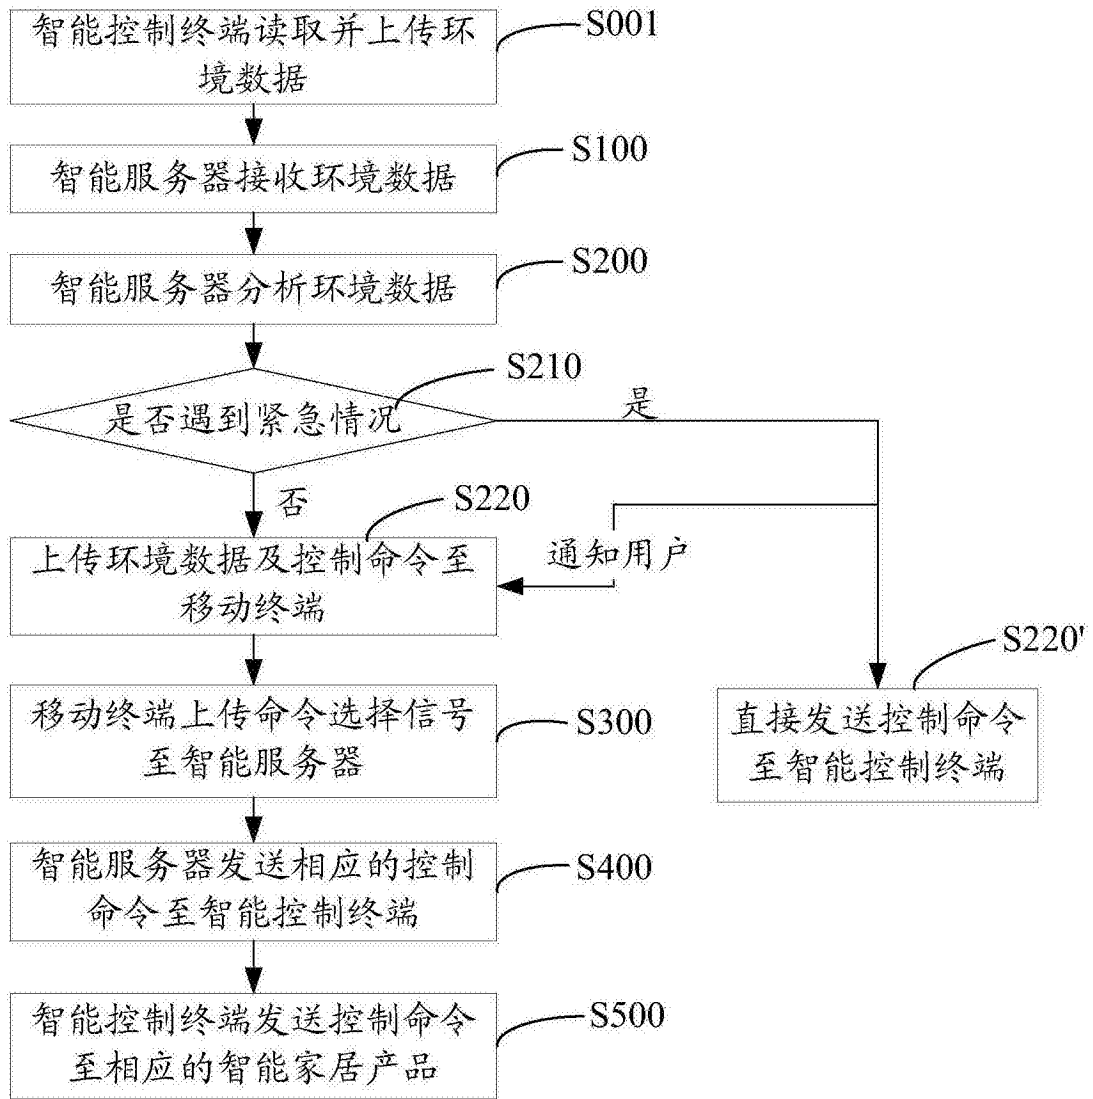 智能控制终端读取并上传环
境数据
S001
智能服务器接收环境数据
S100
智能服务器分析环境数据
S200
是否遇到紧急情况
S210
是
否
S220
上传环境数据及控制命令至
移动终端
通知用户
S220'
直接发送控制命令
至智能控制终端
移动终端上传命令选择信号
至智能服务器
S300
智能服务器发送相应的控制
命令至智能控制终端
S400
智能控制终端发送控制命令
至相应的智能家居产品
S500